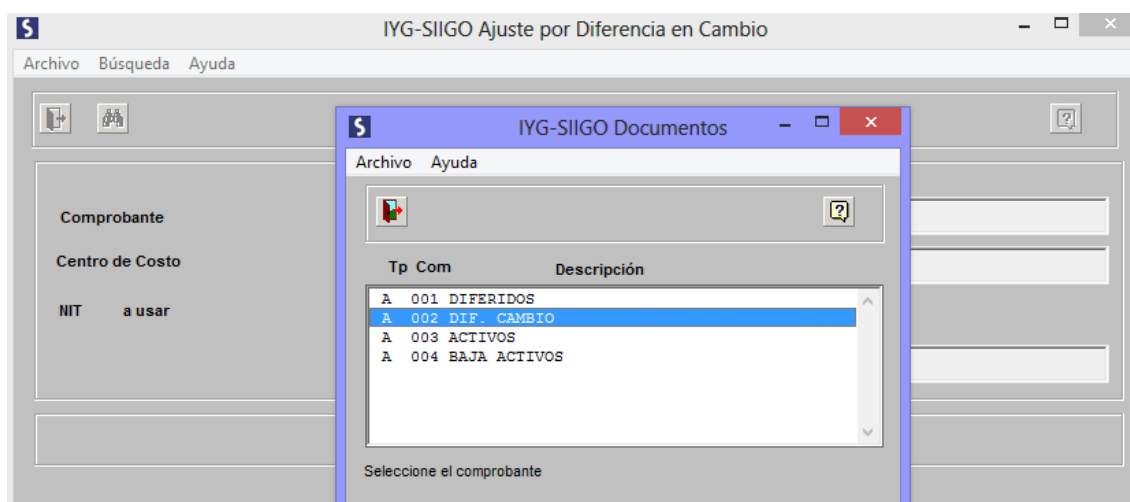 S IYG-SIIGO Ajuste por Diferencia en Cambio
Archivo Búsqueda Ayuda
S IYG-SIIGO Documentos
Archivo Ayuda
Comprobante
Centro de Costo
NIT a usar
Tp Com Descripción
A 001 DIFERIDOS
A 002 DIF. CAMBIO
A 003 ACTIVOS
A 004 BAJA ACTIVOS
Seleccione el comprobante